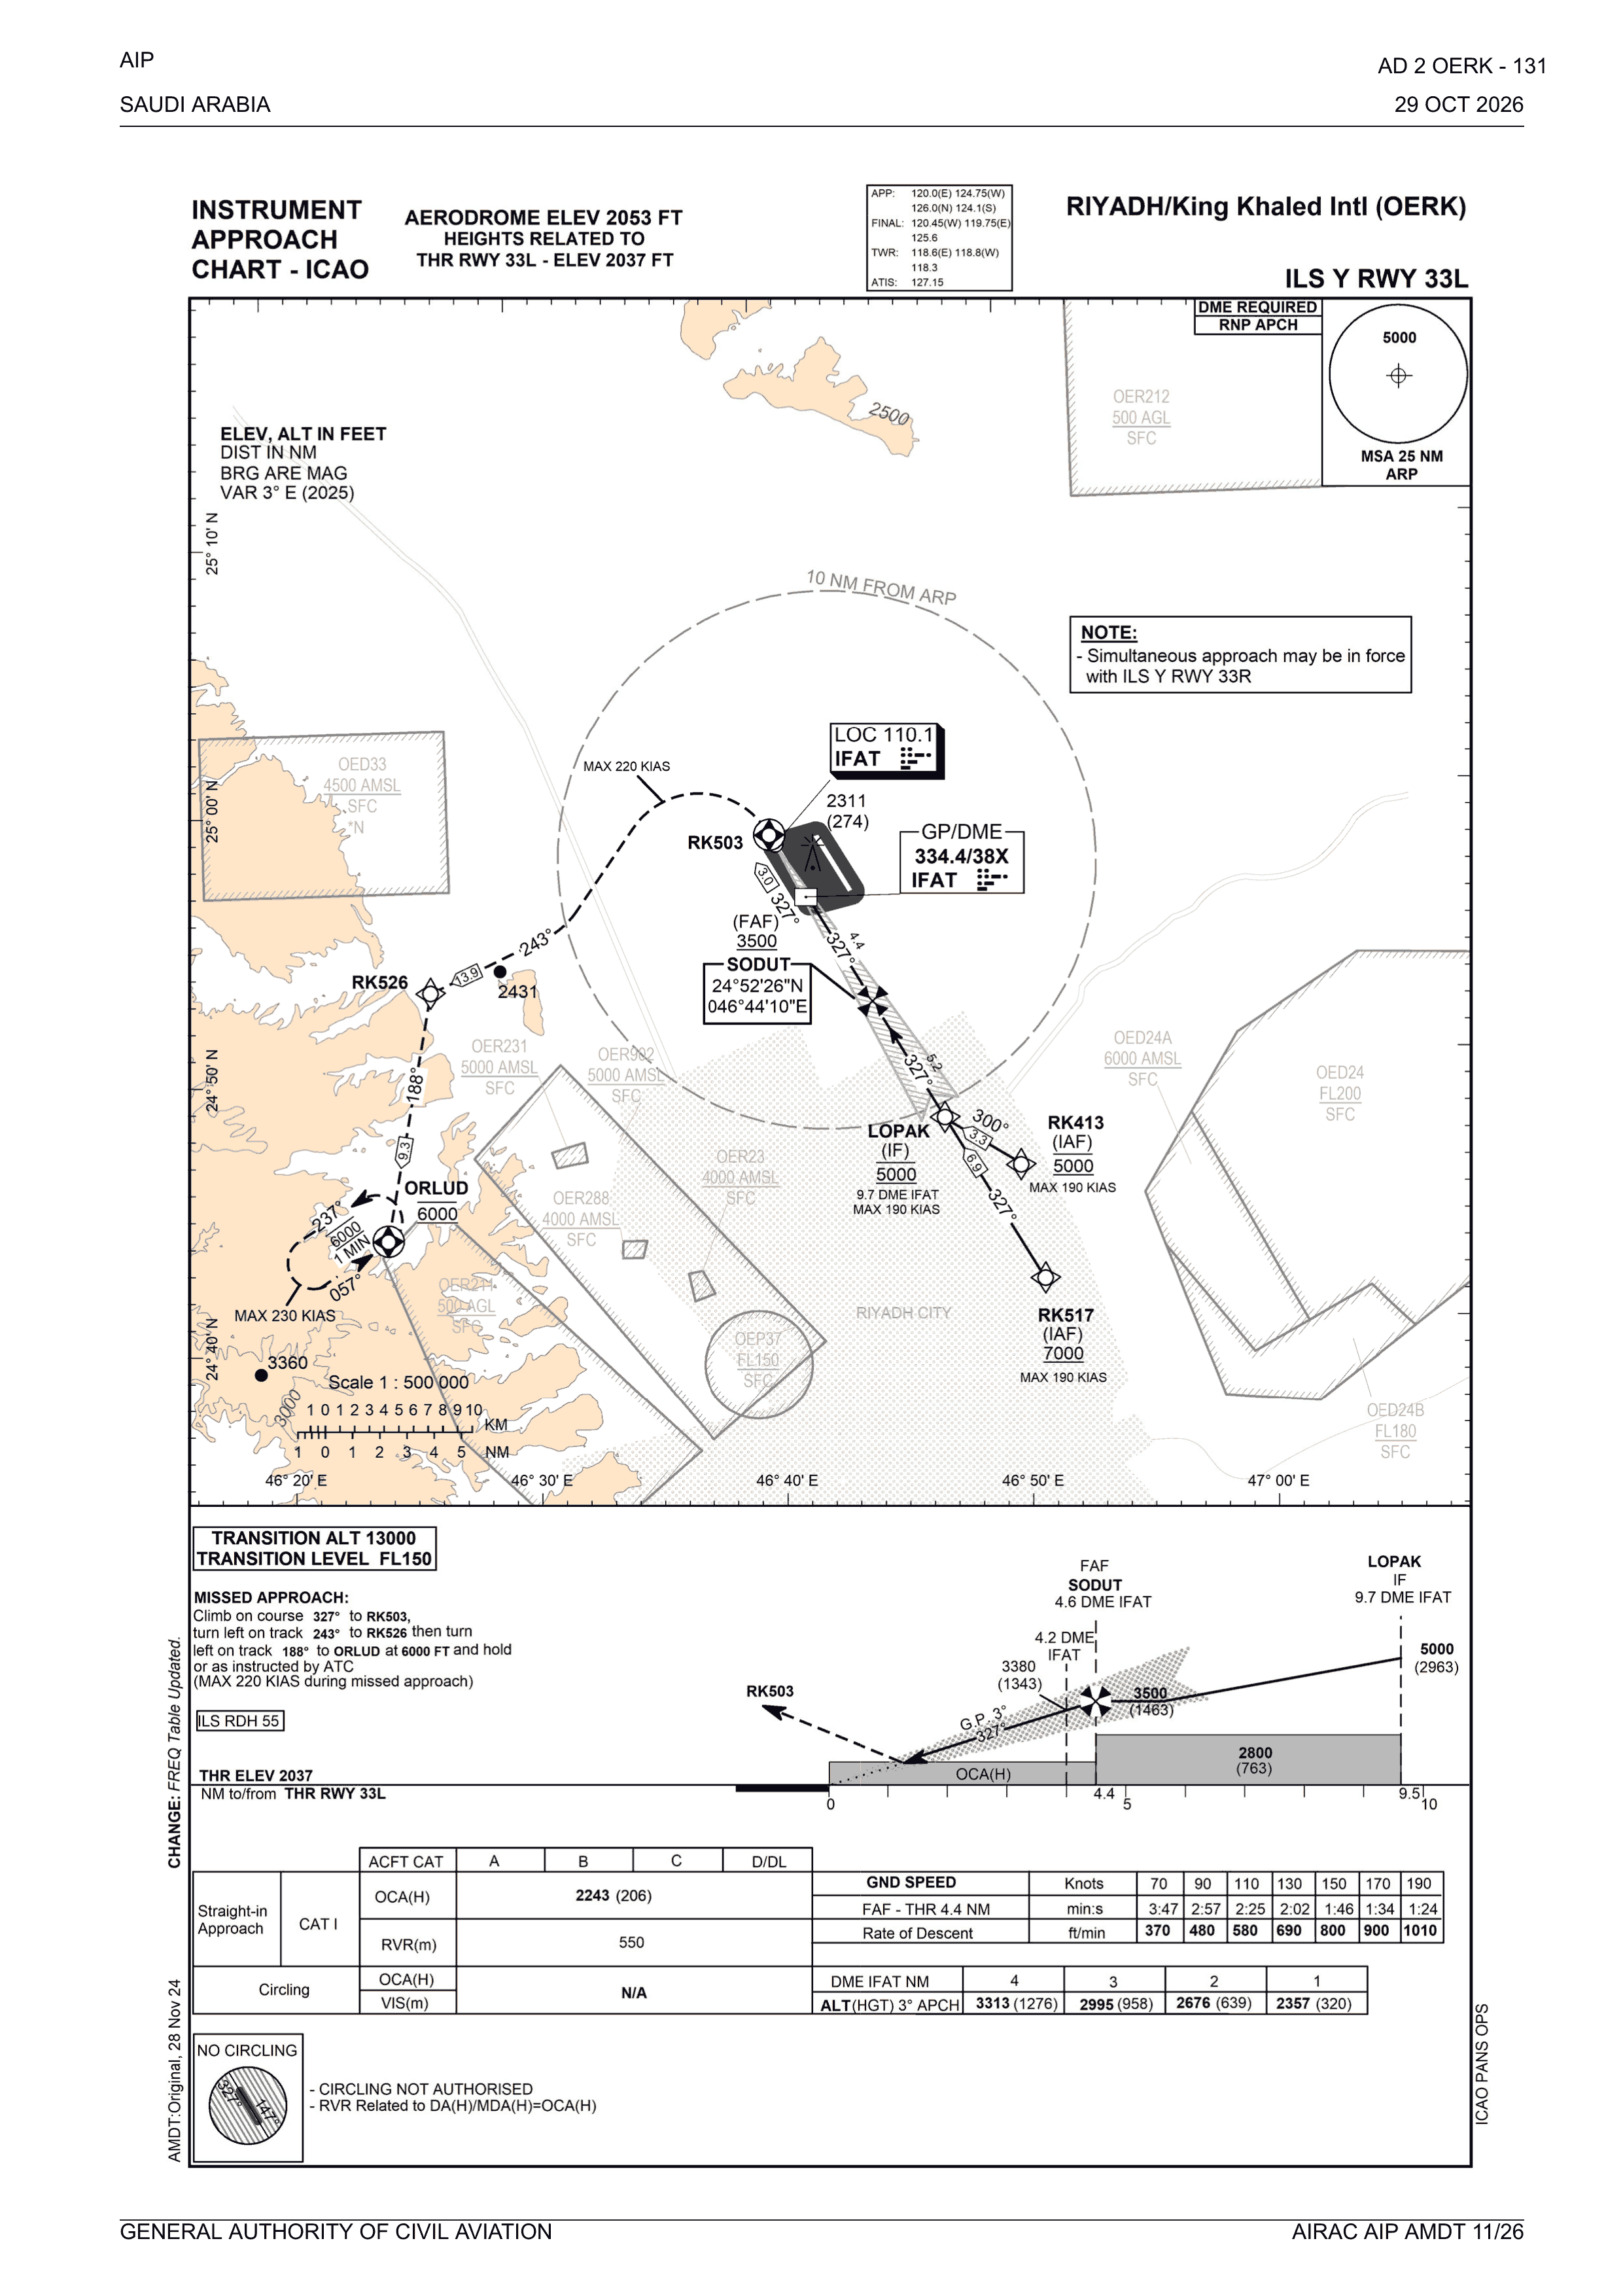 AIP
AD 2 OERK - 131
SAUDI ARABIA
29 OCT 2026
INSTRUMENT
APPROACH
CHART - ICAO
AERODROME ELEV 2053 FT
HEIGHTS RELATED TO
THR RWY 33L - ELEV 2037 FT
APP: 120.0(E) 124.75(W)
126.0(N) 124.1(S)
FINAL: 120.45(W) 119.75(E)
125.6
TWR: 118.6(E) 118.8(W)
118.3
ATIS: 127.15
RIYADH/King Khaled Intl (OERK)
ILS Y RWY 33L
DME REQUIRED
RNP APCH
5000
MSA 25 NM
ARP
OER212
500 AGL
SFC
2500
ELEV, ALT IN FEET
DIST IN NM
BRG ARE MAG
VAR 3° E (2025)
25° 10' N
10 NM FROM ARP
NOTE:
- Simultaneous approach may be in force
with ILS Y RWY 33R
LOC 110.1
IFAT
MAX 220 KIAS
OED33
4500 AMSL
SFC
*N
25° 00' N
2311
(274)
RK503
GP/DME
334.4/38X
IFAT
3.0
327°
(FAF)
3500
SODUT
24°52'26"N
046°44'10"E
327°
4.4
243°
13.9
RK526
2431
OER231
5000 AMSL
SFC
OER902
5000 AMSL
SFC
OED24A
6000 AMSL
SFC
OED24
FL200
SFC
24° 50' N
188°
9.3
327°
5.2
LOPAK
(IF)
5000
9.7 DME IFAT
MAX 190 KIAS
300°
3.3
6.9
327°
RK413
(IAF)
5000
MAX 190 KIAS
OER23
4000 AMSL
SFC
OER288
4000 AMSL
SFC
ORLUD
6000
237°
6000
1 MIN
057°
MAX 230 KIAS
OER211
500 AGL
SFC
RIYADH CITY
RK517
(IAF)
7000
MAX 190 KIAS
OEP37
FL150
SFC
24° 40' N
3360
3000
Scale 1 : 500 000
1 0 1 2 3 4 5 6 7 8 9 10
KM
1 0 1 2 3 4 5 NM
OED24B
FL180
SFC
46° 20' E
46° 30' E
46° 40' E
46° 50' E
47° 00' E
TRANSITION ALT 13000
TRANSITION LEVEL FL150
MISSED APPROACH:
Climb on course 327° to RK503,
turn left on track 243° to RK526 then turn
left on track 188° to ORLUD at 6000 FT and hold
or as instructed by ATC
(MAX 220 KIAS during missed approach)
ILS RDH 55
FAF
SODUT
4.6 DME IFAT
LOPAK
IF
9.7 DME IFAT
4.2 DME
IFAT
3380
(1343)
5000
(2963)
RK503
3500
(1463)
G.P. 3°
327°
2800
(763)
OCA(H)
THR ELEV 2037
NM to/from THR RWY 33L
0
4.4
5
9.5
10
CHANGE: FREQ Table Updated.
ACFT CAT A B C D/DL
Straight-in
Approach
CAT I
OCA(H) 2243 (206)
RVR(m) 550
Circling
OCA(H)
VIS(m)
N/A
GND SPEED Knots 70 90 110 130 150 170 190
FAF - THR 4.4 NM min:s 3:47 2:57 2:25 2:02 1:46 1:34 1:24
Rate of Descent ft/min 370 480 580 690 800 900 1010
DME IFAT NM 4 3 2 1
ALT(HGT) 3° APCH 3313 (1276) 2995 (958) 2676 (639) 2357 (320)
AMDT:Original, 28 Nov 24
ICAO PANS OPS
NO CIRCLING
327°
147°
- CIRCLING NOT AUTHORISED
- RVR Related to DA(H)/MDA(H)=OCA(H)
GENERAL AUTHORITY OF CIVIL AVIATION
AIRAC AIP AMDT 11/26